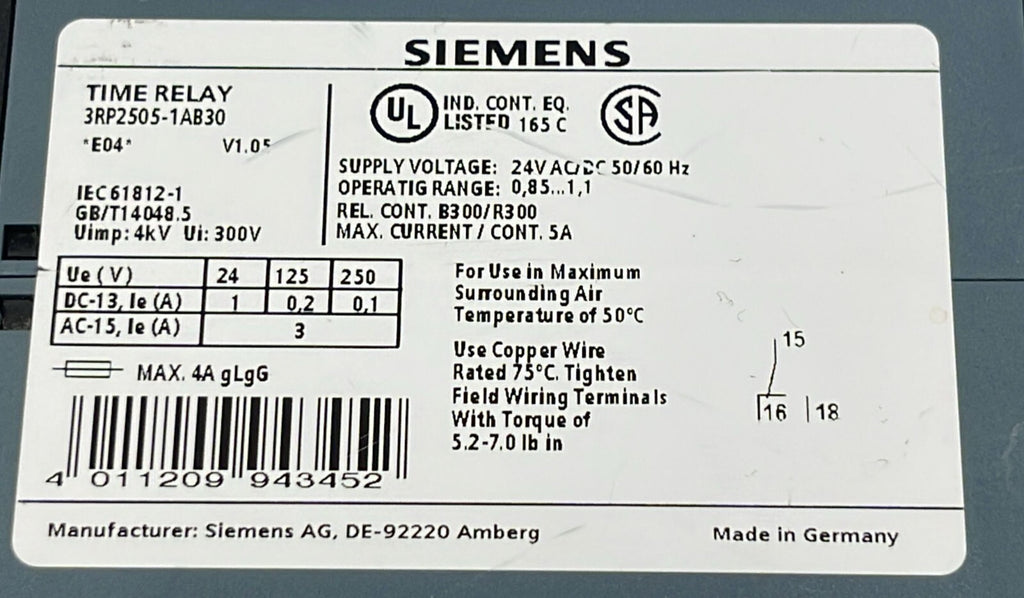 SIEMENS
TIME RELAY
3RP2505-1AB30
*E04* V1.05
IEC61812-1
GB/T14048.5
Uimp: 4kV Ui: 300V
UL
IND. CONT. EQ.
LISTED 165 C
SA
SUPPLY VOLTAGE: 24V AC/DC 50/60 Hz
OPERATIG RANGE: 0,85...1,1
REL. CONT. B300/R300
MAX. CURRENT / CONT. 5A
Ue (V) 24 125 250
DC-13, Ie (A) 1 0,2 0,1
AC-15, Ie (A) 3
MAX. 4A gLgG
4 011209 943452
For Use in Maximum
Surrounding Air
Temperature of 50°C
Use Copper Wire
Rated 75°C. Tighten
Field Wiring Terminals
With Torque of
5.2-7.0 lb in
15
16 18
Manufacturer: Siemens AG, DE-92220 Amberg
Made in Germany